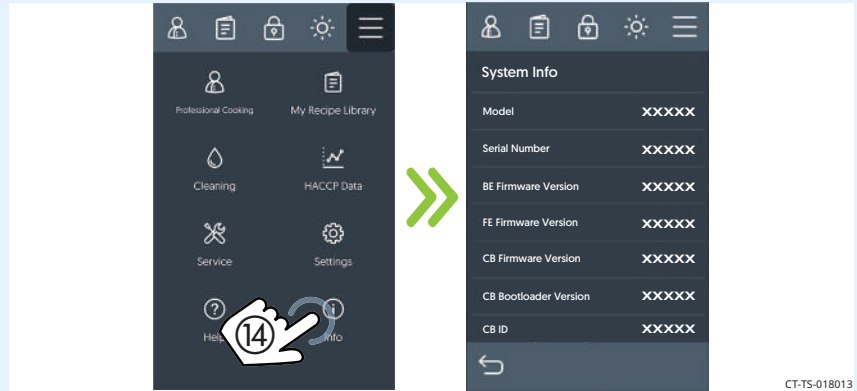 Professional Cooking
My Recipe Library
Cleaning
HACCP Data
Service
Settings
Help
Info
14
System Info
Model XXXXX
Serial Number XXXXX
BE Firmware Version XXXXX
FE Firmware Version XXXXX
CB Firmware Version XXXXX
CB Bootloader Version XXXXX
CB ID XXXXX
CT-TS-018013